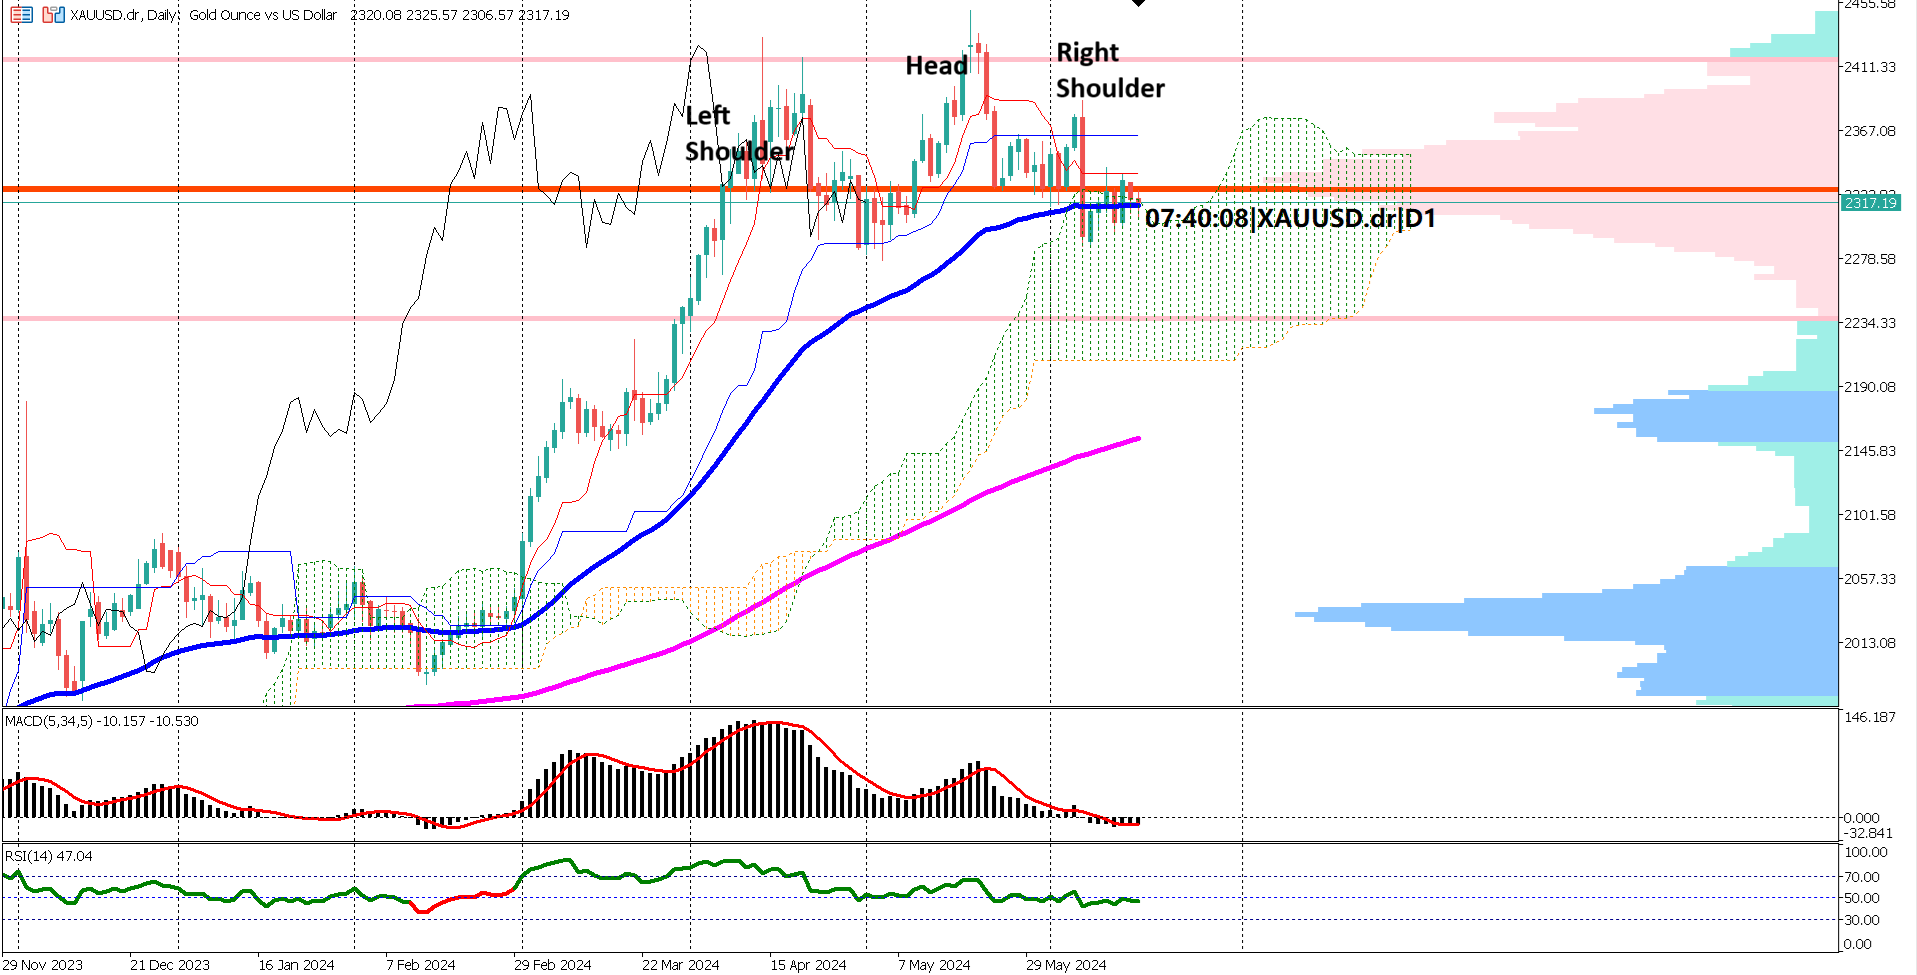 XAUUSD.dr, Daily: Gold Ounce vs US Dollar 2320.08 2325.57 2306.57 2317.19
2455.58
Head
Right
Shoulder
2411.33
Left
Shoulder
2367.08
2317.19
07:40:08|XAUUSD.dr|D1
2278.58
2234.33
2190.08
2145.83
2101.58
2057.33
2013.08
MACD(5,34,5) -10.157 -10.530
146.187
0.000
-32.841
RSI(14) 47.04
100.00
70.00
50.00
30.00
0.00
29 Nov 2023
21 Dec 2023
16 Jan 2024
7 Feb 2024
29 Feb 2024
22 Mar 2024
15 Apr 2024
7 May 2024
29 May 2024